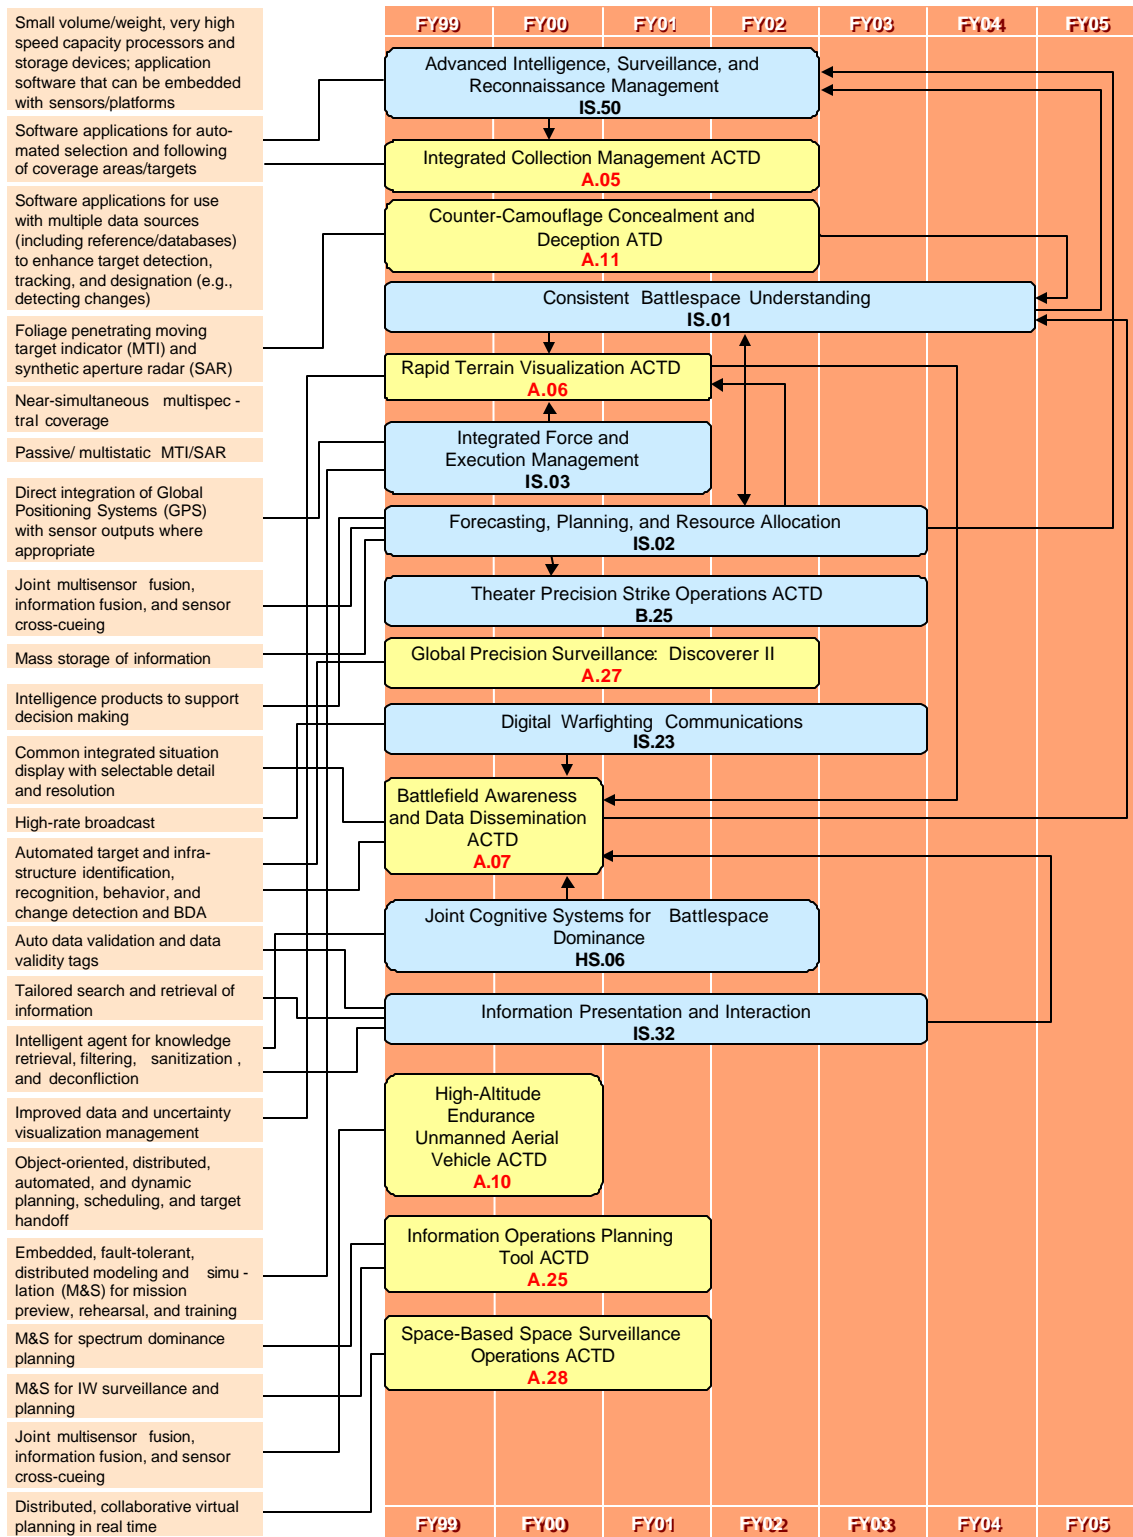 Small volume/weight, very high
speed capacity processors and
storage devices; application
software that can be embedded
with sensors/platforms
Software applications for auto-
mated selection and following
of coverage areas/targets
Software applications for use
with multiple data sources
(including reference/databases)
to enhance target detection,
tracking, and designation (e.g.,
detecting changes)
Foliage penetrating moving
target indicator (MTI) and
synthetic aperture radar (SAR)
Near-simultaneous multispec -
tral coverage
Passive/ multistatic MTI/SAR
Direct integration of Global
Positioning Systems (GPS)
with sensor outputs where
appropriate
Joint multisensor fusion,
information fusion, and sensor
cross-cueing
Mass storage of information
Intelligence products to support
decision making
Common integrated situation
display with selectable detail
and resolution
High-rate broadcast
Automated target and infra-
structure identification,
recognition, behavior, and
change detection and BDA
Auto data validation and data
validity tags
Tailored search and retrieval of
information
Intelligent agent for knowledge
retrieval, filtering, sanitization ,
and deconfliction
Improved data and uncertainty
visualization management
Object-oriented, distributed,
automated, and dynamic
planning, scheduling, and target
handoff
Embedded, fault-tolerant,
distributed modeling and simu -
lation (M&S) for mission
preview, rehearsal, and training
M&S for spectrum dominance
planning
M&S for IW surveillance and
planning
Joint multisensor fusion,
information fusion, and sensor
cross-cueing
Distributed, collaborative virtual
planning in real time
FY99 FY00 FY01 FY02 FY03 FY04 FY05
Advanced Intelligence, Surveillance, and
Reconnaissance Management
IS.50
Integrated Collection Management ACTD
A.05
Counter-Camouflage Concealment and
Deception ATD
A.11
Consistent Battlespace Understanding
IS.01
Rapid Terrain Visualization ACTD
A.06
Integrated Force and
Execution Management
IS.03
Forecasting, Planning, and Resource Allocation
IS.02
Theater Precision Strike Operations ACTD
B.25
Global Precision Surveillance: Discoverer II
A.27
Digital Warfighting Communications
IS.23
Battlefield Awareness
and Data Dissemination
ACTD
A.07
Joint Cognitive Systems for Battlespace
Dominance
HS.06
Information Presentation and Interaction
IS.32
High-Altitude
Endurance
Unmanned Aerial
Vehicle ACTD
A.10
Information Operations Planning
Tool ACTD
A.25
Space-Based Space Surveillance
Operations ACTD
A.28
FY99 FY00 FY01 FY02 FY03 FY04 FY05